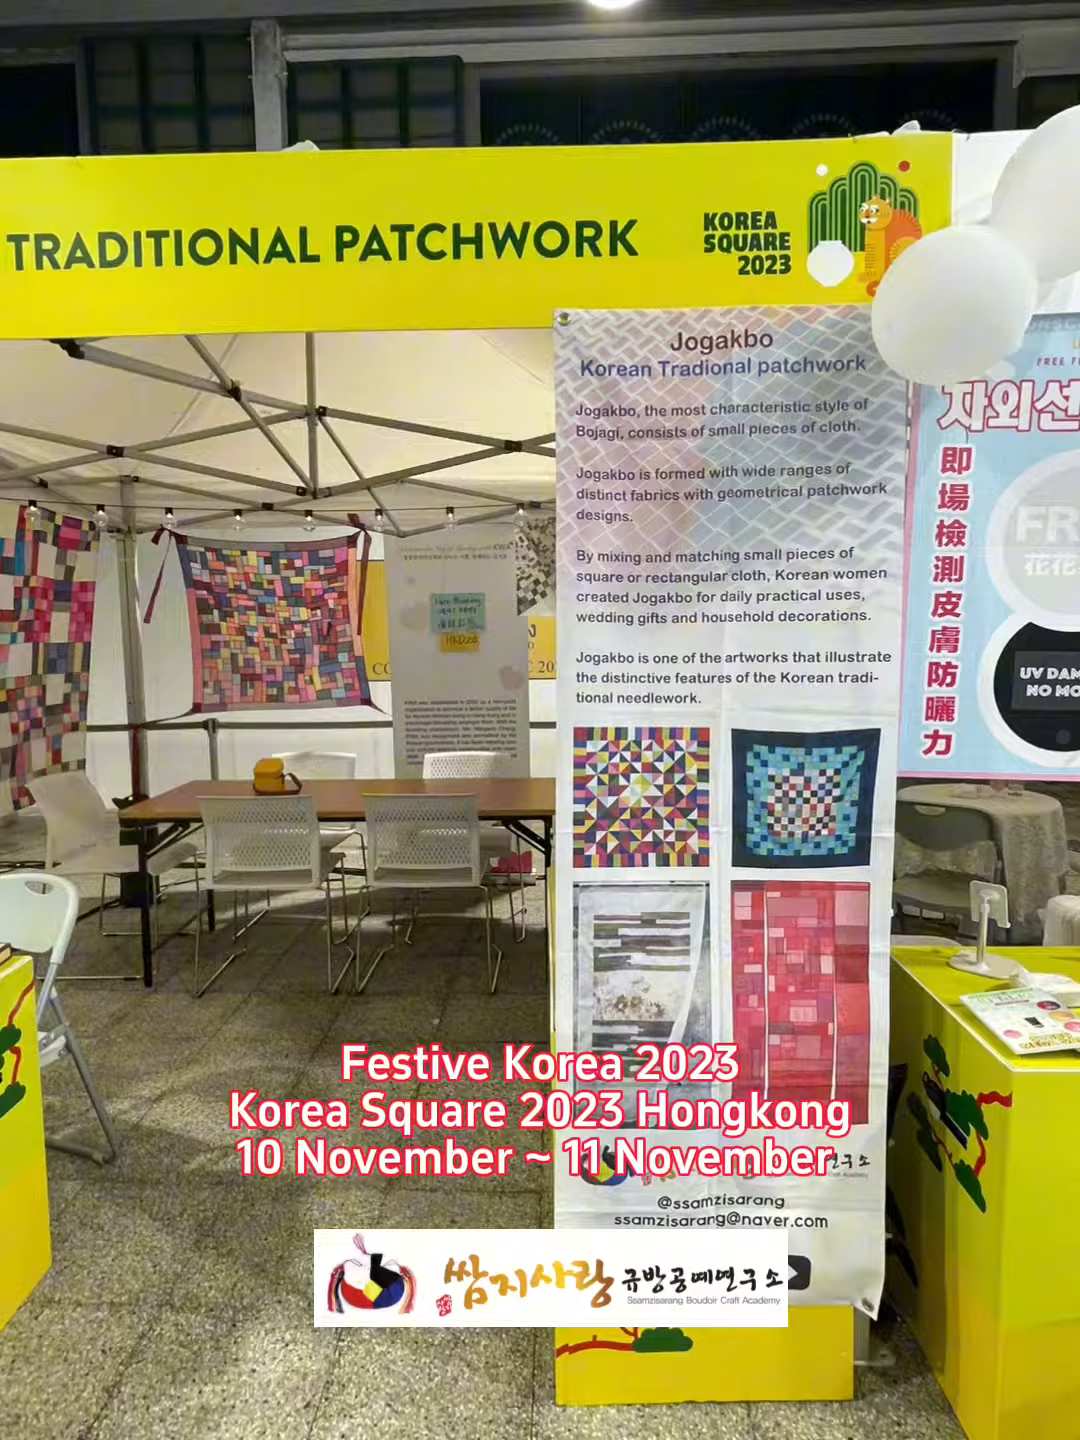 TRADITIONAL PATCHWORK
KOREA
SQUARE
2023
Jogakbo
Korean Tradional patchwork
Jogakbo, the most characteristic style of
Bojagi, consists of small pieces of cloth.
Jogakbo is formed with wide ranges of
distinct fabrics with geometrical patchwork
designs.
By mixing and matching small pieces of
square or rectangular cloth, Korean women
created Jogakbo for daily practical uses,
wedding gifts and household decorations.
Jogakbo is one of the artworks that illustrate
the distinctive features of the Korean tradi-
tional needlework.
@ssamzisarang
ssamzisarang@naver.com
자외선
即場檢測皮膚防曬力
FREE
FR
花花
UV DAM
NO MO
HKD20
Festive Korea 2023
Korea Square 2023 Hongkong
10 November ~ 11 November
쌈지사랑 규방공예연구소
Ssamzisarang Boudoir Craft Academy